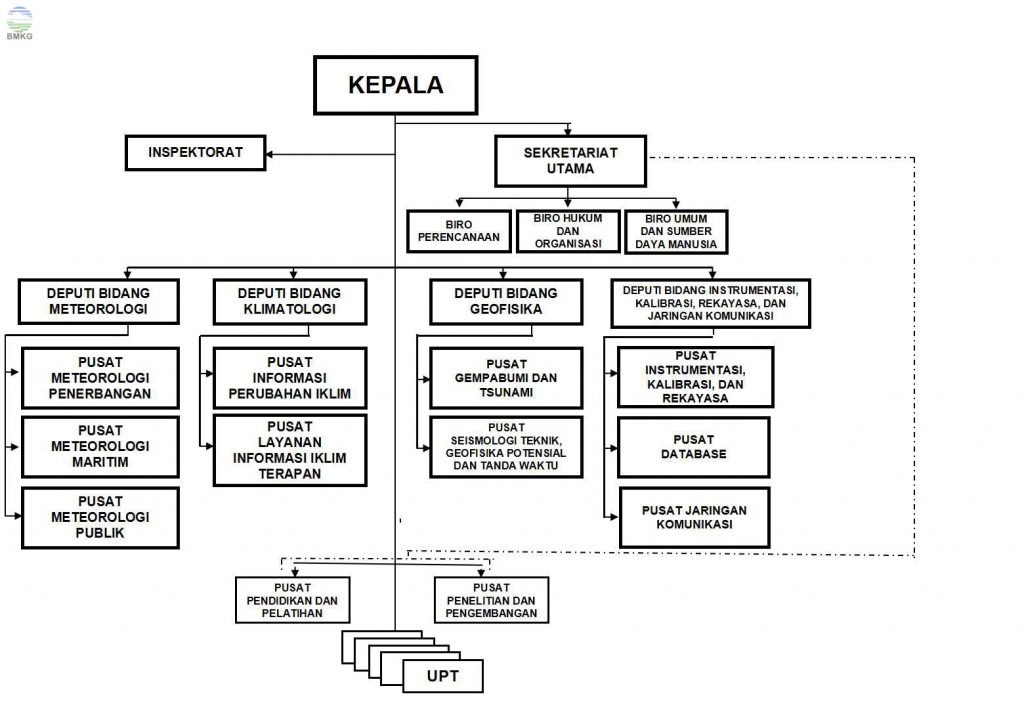 BMKG
KEPALA
INSPEKTORAT
SEKRETARIAT
UTAMA
BIRO
PERENCANAAN
BIRO HUKUM
DAN
ORGANISASI
BIRO UMUM
DAN SUMBER
DAYA MANUSIA
DEPUTI BIDANG
METEOROLOGI
DEPUTI BIDANG
KLIMATOLOGI
DEPUTI BIDANG
GEOFISIKA
DEPUTI BIDANG INSTRUMENTASI,
KALIBRASI, REKAYASA, DAN
JARINGAN KOMUNIKASI
PUSAT
METEOROLOGI
PENERBANGAN
PUSAT
INFORMASI
PERUBAHAN IKLIM
PUSAT
GEMPABUMI DAN
TSUNAMI
PUSAT
INSTRUMENTASI,
KALIBRASI, DAN
REKAYASA
PUSAT
METEOROLOGI
MARITIM
PUSAT
LAYANAN
INFORMASI IKLIM
TERAPAN
PUSAT
SEISMOLOGI TEKNIK,
GEOFISIKA POTENSIAL
DAN TANDA WAKTU
PUSAT
DATABASE
PUSAT
METEOROLOGI
PUBLIK
PUSAT JARINGAN
KOMUNIKASI
PUSAT
PENDIDIKAN DAN
PELATIHAN
PUSAT
PENELITIAN DAN
PENGEMBANGAN
UPT